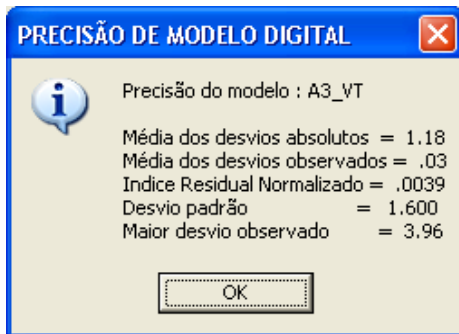 PRECISÃO DE MODELO DIGITAL
Precisão do modelo : A3_VT
Média dos desvios absolutos = 1.18
Média dos desvios observados = .03
Indice Residual Normalizado = .0039
Desvio padrão = 1.600
Maior desvio observado = 3.96
OK